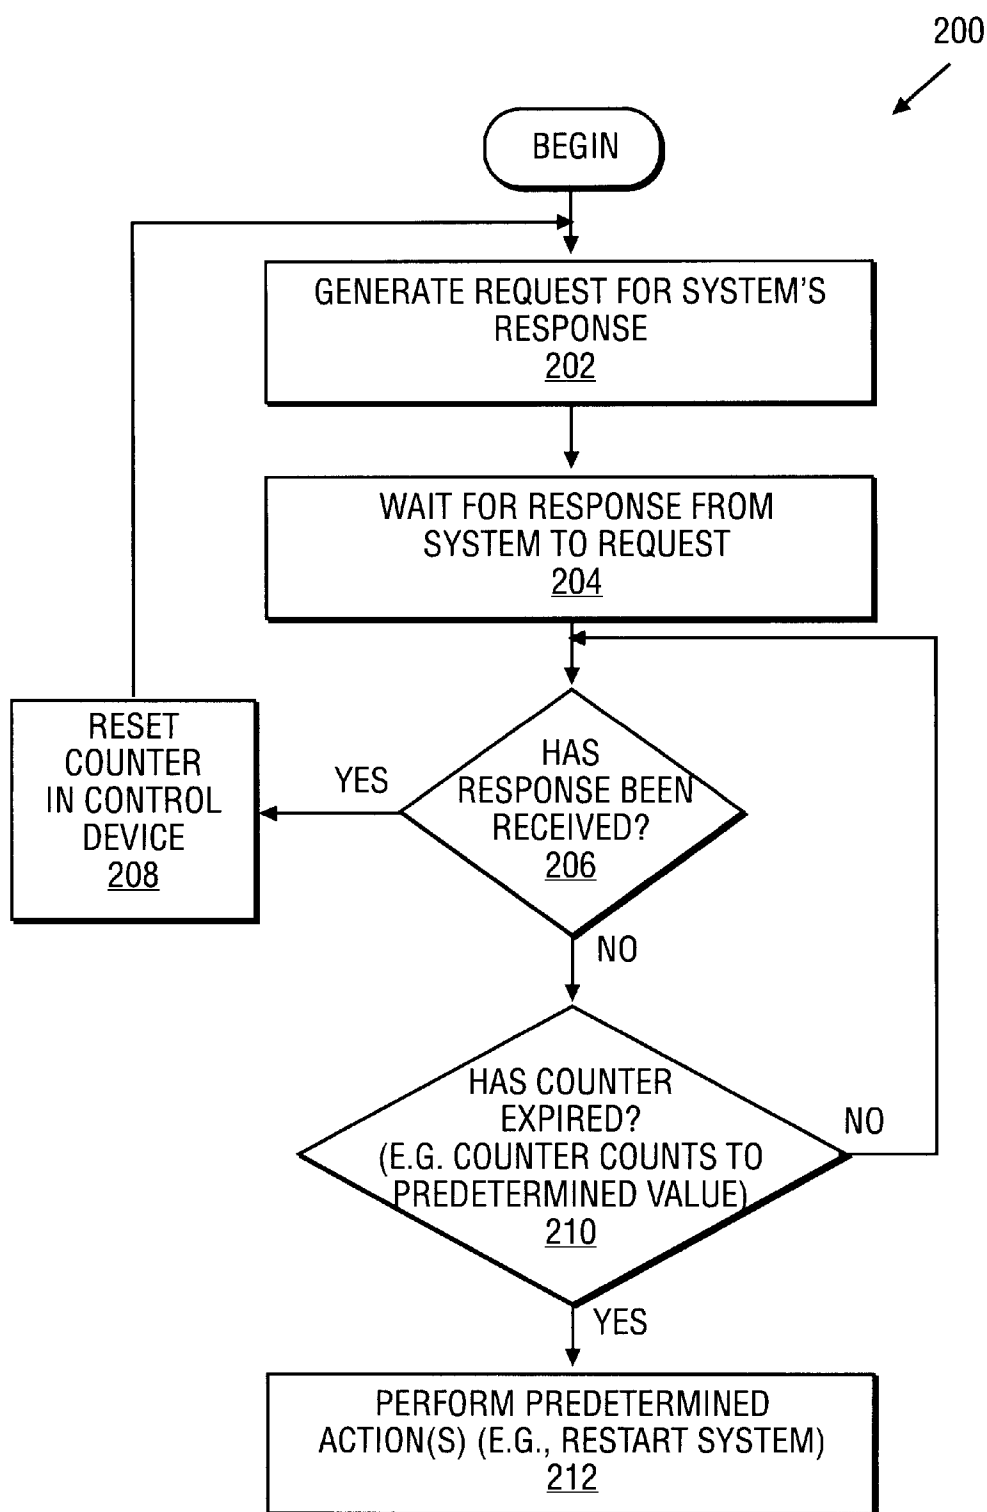 200
BEGIN
GENERATE REQUEST FOR SYSTEM'S
RESPONSE
202
WAIT FOR RESPONSE FROM
SYSTEM TO REQUEST
204
RESET
COUNTER
IN CONTROL
DEVICE
208
YES
HAS
RESPONSE BEEN
RECEIVED?
206
NO
HAS COUNTER
EXPIRED?
(E.G. COUNTER COUNTS TO
PREDETERMINED VALUE)
210
NO
YES
PERFORM PREDETERMINED
ACTION(S) (E.G., RESTART SYSTEM)
212